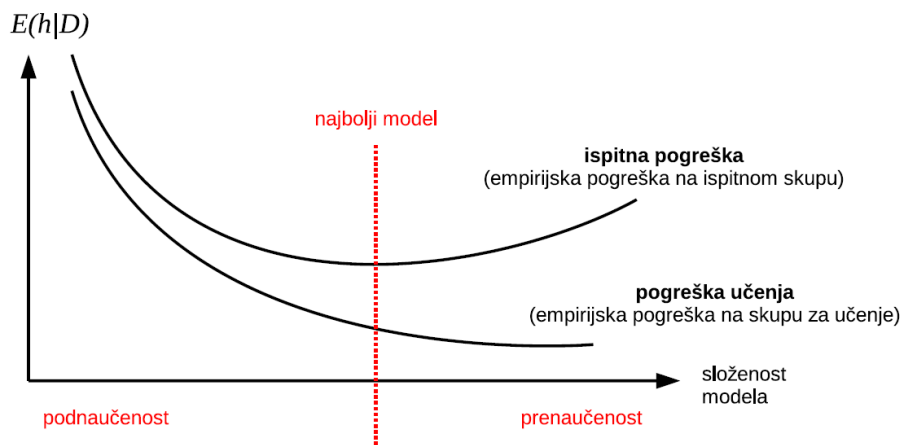 E(h|D)
najbolji model
ispitna pogreška
(empirijska pogreška na ispitnom skupu)
pogreška učenja
(empirijska pogreška na skupu za učenje)
složenost
modela
podnaučenost
prenaučenost